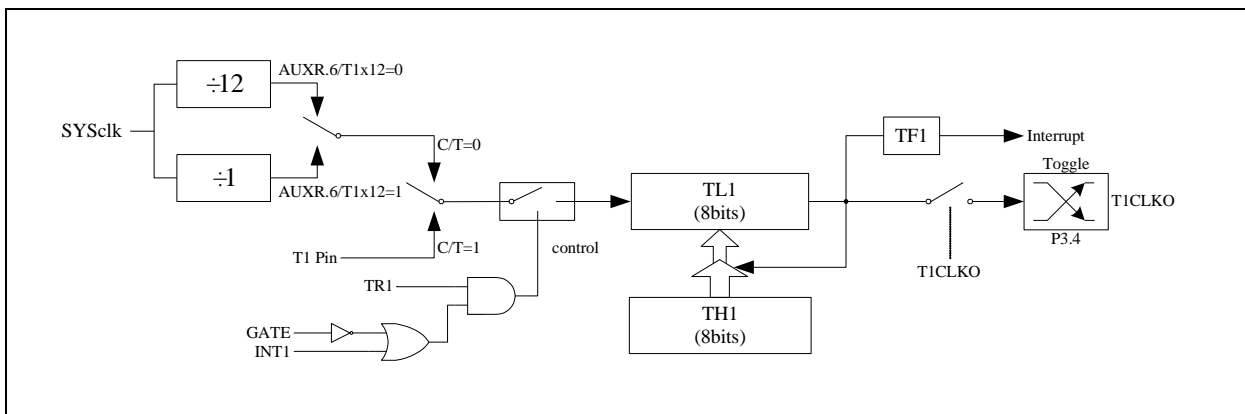 ÷12
AUXR.6/T1x12=0
SYSclk
÷1
AUXR.6/T1x12=1
C/T=0
C/T=1
T1 Pin
control
TR1
GATE
INT1
TL1
(8bits)
TH1
(8bits)
TF1
Interrupt
Toggle
T1CLKO
P3.4
T1CLKO